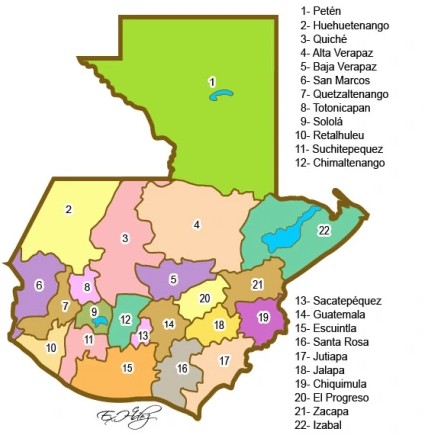 1- Petén
2- Huehuetenango
3- Quiché
4- Alta Verapaz
5- Baja Verapaz
6- San Marcos
7- Quetzaltenango
8- Totonicapan
9- Sololá
10- Retalhuleu
11- Suchitepequez
12- Chimaltenango
1
2
3
4
22
5
6
21
8
7
20
9
12
19
14
18
13
11
10
17
15
16
13- Sacatepéquez
14- Guatemala
15- Escuintla
16- Santa Rosa
17- Jutiapa
18- Jalapa
19- Chiquimula
20- El Progreso
21- Zacapa
22- Izabal